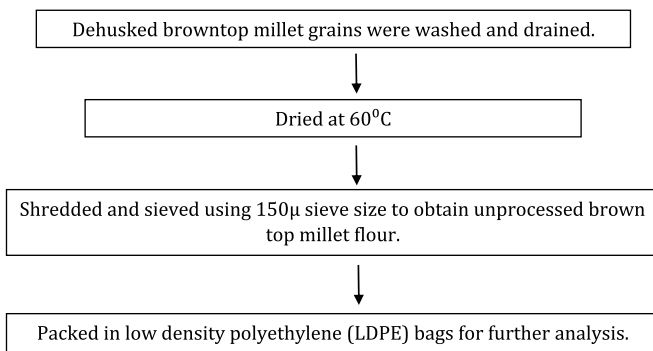 Dehusked browntop millet grains were washed and drained.
Dried at 60⁰C
Shredded and sieved using 150µ sieve size to obtain unprocessed brown
top millet flour.
Packed in low density polyethylene (LDPE) bags for further analysis.